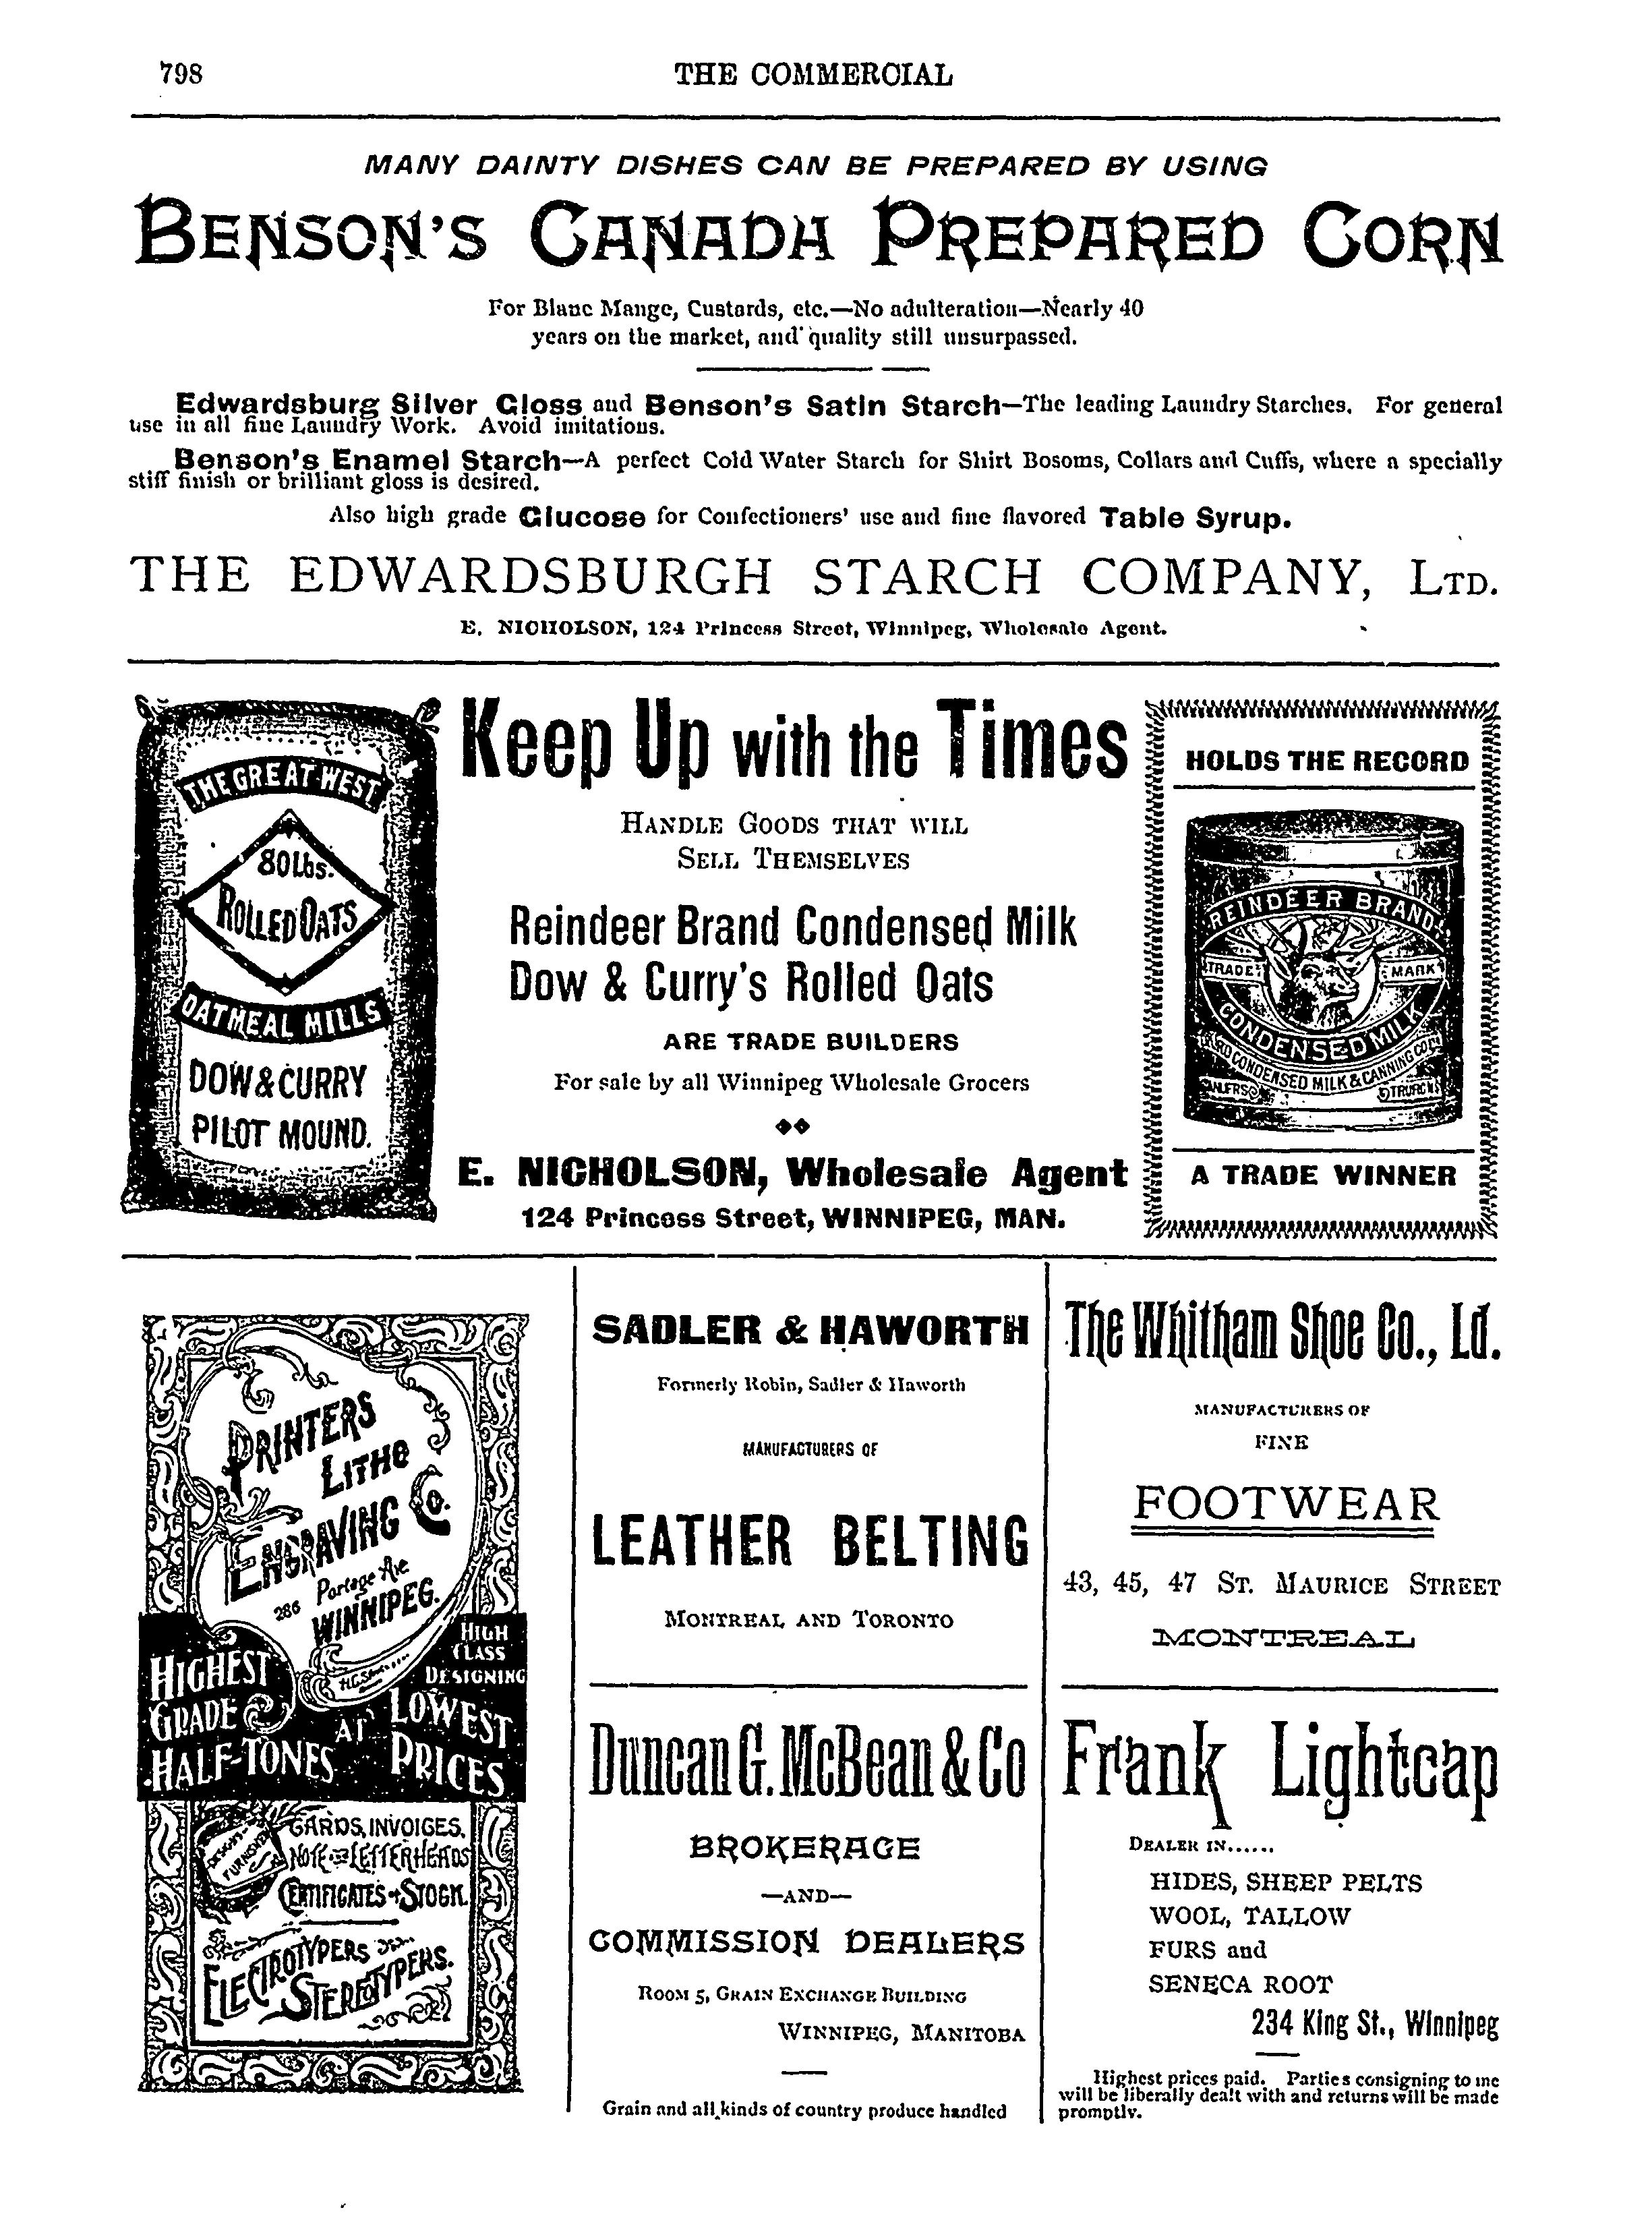 798
THE COMMERCIAL
MANY DAINTY DISHES CAN BE PREPARED BY USING
BENSON'S CANADA PREPARED CORN
For Blanc Mange, Custards, etc.—No adulteration—Nearly 40
years on the market, and quality still unsurpassed.
Edwardsburg Silver Gloss and Benson's Satin Starch—The leading Laundry Starches. For general
use in all fine Laundry Work. Avoid imitations.
Benson's Enamel Starch—A perfect Cold Water Starch for Shirt Bosoms, Collars and Cuffs, where a specially
stiff finish or brilliant gloss is desired.
Also high grade Glucose for Confectioners' use and fine flavored Table Syrup.
THE EDWARDSBURGH STARCH COMPANY, LTD.
E. NICHOLSON, 124 Princess Street, Winnipeg, Wholesale Agent.
THE GREAT WEST
80 Lbs.
ROLLED OATS
OATMEAL MILLS
DOW & CURRY
PILOT MOUND.
Keep Up with the Times
HANDLE GOODS THAT WILL
SELL THEMSELVES
Reindeer Brand Condensed Milk
Dow & Curry's Rolled Oats
ARE TRADE BUILDERS
For sale by all Winnipeg Wholesale Grocers
E. NICHOLSON, Wholesale Agent
124 Princess Street, WINNIPEG, MAN.
HOLDS THE RECORD
REINDEER BRAND
TRADE MARK
CONDENSED MILK
CONDENSED MILK & CANNING CO
A TRADE WINNER
PRINTERS
LITHO
ENGRAVING Co.
286 Portage Ave
WINNIPEG.
HIGH
CLASS
DESIGNING
HIGHEST
GRADE
HALF-TONES
AT LOWEST
PRICES
DESIGNS
FURNISHED
CARDS, INVOICES,
NOTE AND LETTER HEADS
CERTIFICATES + STOCK.
ELECTROTYPERS
STEREOTYPERS.
SADLER & HAWORTH
Formerly Robin, Sadler & Haworth
MANUFACTURERS OF
LEATHER BELTING
MONTREAL AND TORONTO
The Whitham Shoe Co., Ld.
MANUFACTURERS OF
FINE
FOOTWEAR
43, 45, 47 ST. MAURICE STREET
MONTREAL
Duncan G. McBean & Co
BROKERAGE
—AND—
COMMISSION DEALERS
ROOM 5, GRAIN EXCHANGE BUILDING
WINNIPEG, MANITOBA
Grain and all kinds of country produce handled
Frank Lightcap
DEALER IN......
HIDES, SHEEP PELTS
WOOL, TALLOW
FURS and
SENECA ROOT
234 King St., Winnipeg
Highest prices paid. Parties consigning to me
will be liberally dealt with and returns will be made
promptly.